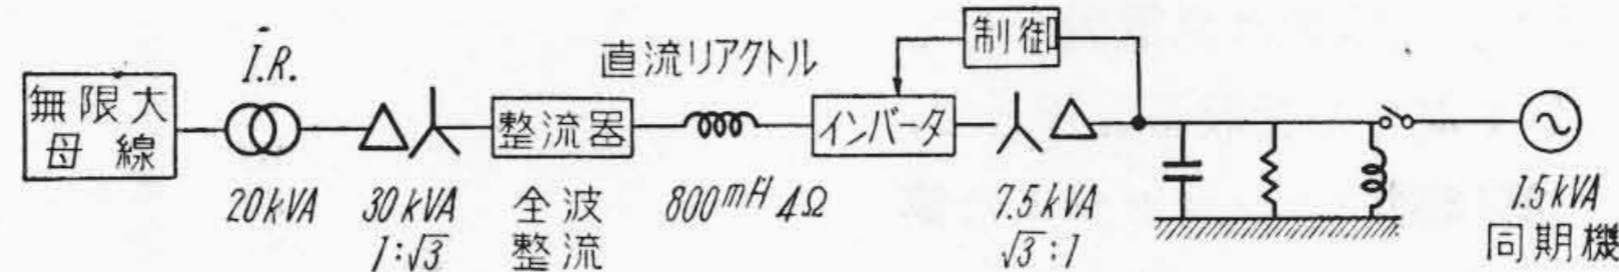 制御
I.R.
直流リアクトル
無限大
母線
整流器
インバータ
20kVA
30kVA
1:√3
全波
整流
800mH 4Ω
7.5kVA
√3:1
1.5kVA
同期機